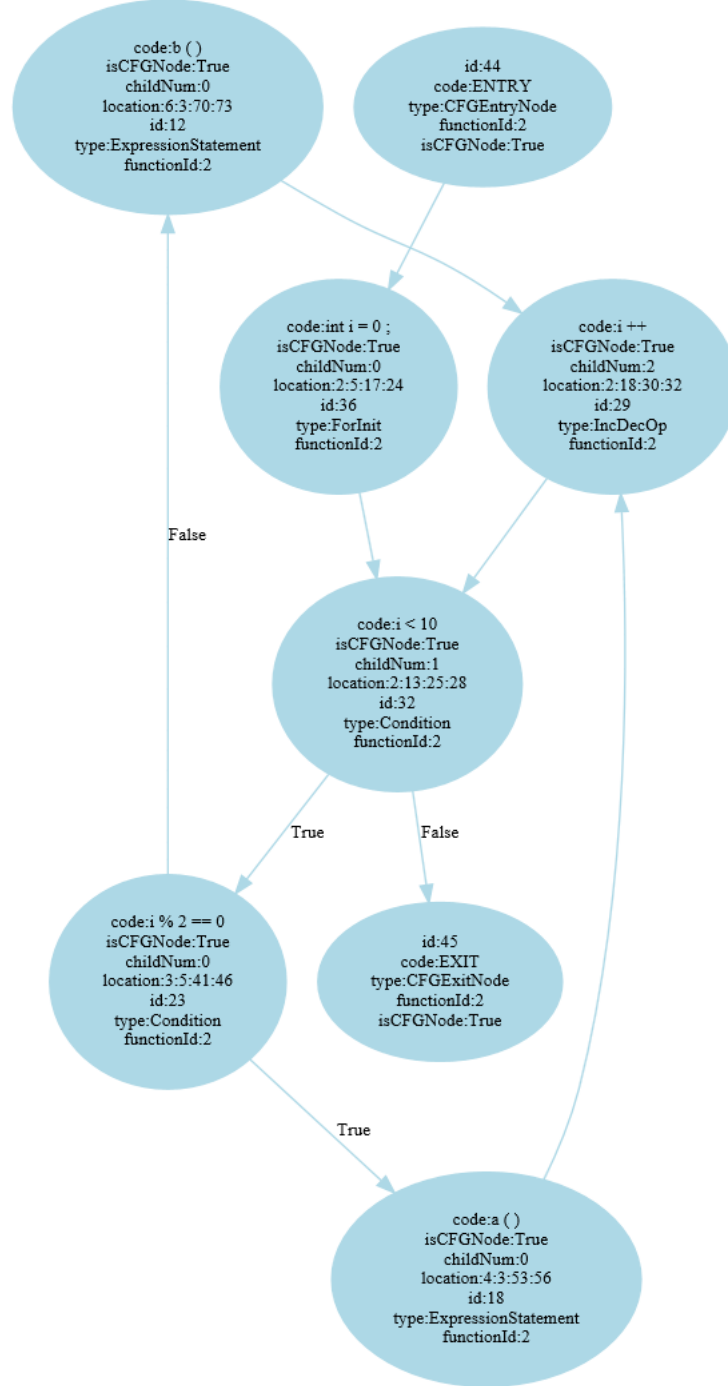 code:b ( )
isCFGNode:True
childNum:0
location:6:3:70:73
id:12
type:ExpressionStatement
functionId:2
id:44
code:ENTRY
type:CFGEntryNode
functionId:2
isCFGNode:True
code:int i = 0 ;
isCFGNode:True
childNum:0
location:2:5:17:24
id:36
type:ForInit
functionId:2
code:i ++
isCFGNode:True
childNum:2
location:2:18:30:32
id:29
type:IncDecOp
functionId:2
False
code:i < 10
isCFGNode:True
childNum:1
location:2:13:25:28
id:32
type:Condition
functionId:2
True
False
code:i % 2 == 0
isCFGNode:True
childNum:0
location:3:5:41:46
id:23
type:Condition
functionId:2
id:45
code:EXIT
type:CFGExitNode
functionId:2
isCFGNode:True
True
code:a ( )
isCFGNode:True
childNum:0
location:4:3:53:56
id:18
type:ExpressionStatement
functionId:2